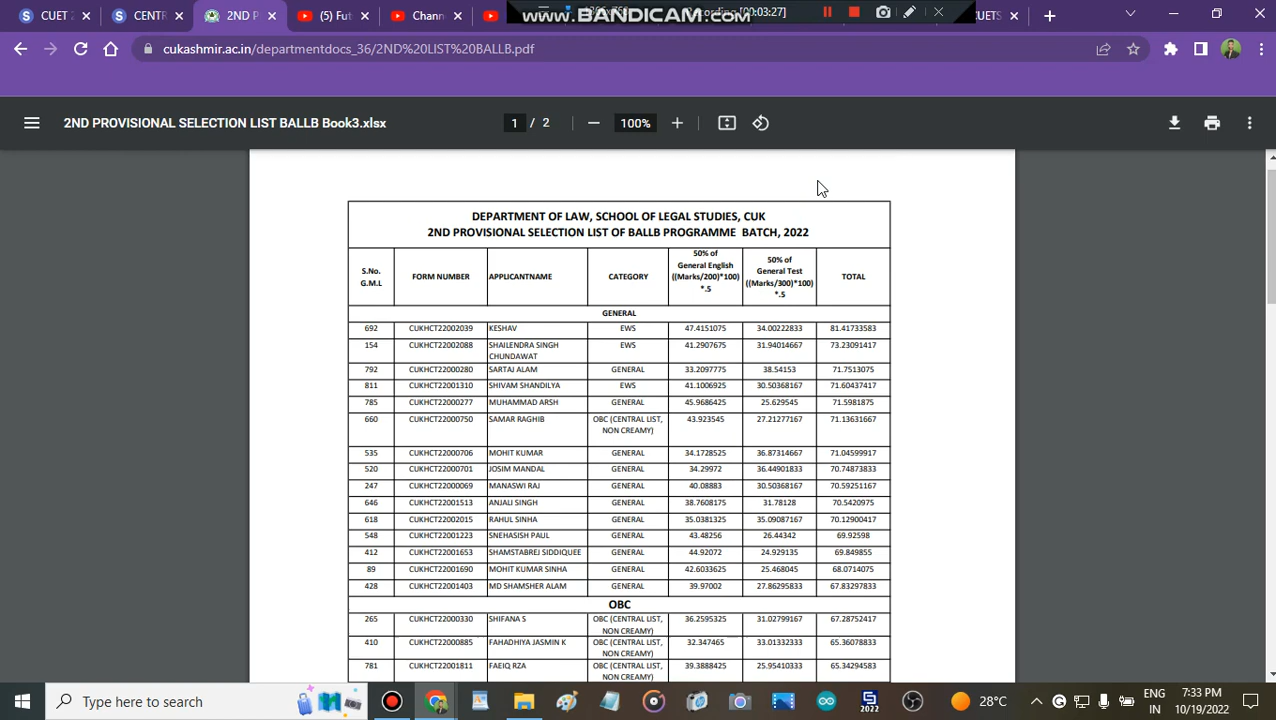 CUET 2
CENTR
2ND P
(5) Fut
Chann
www.BANDICAM.com
Recording [00:03:27]
CUETS
cukashmir.ac.in/departmentdocs_36/2ND%20LIST%20BALLB.pdf
2ND PROVISIONAL SELECTION LIST BALLB Book3.xlsx
1 / 2
100%
DEPARTMENT OF LAW, SCHOOL OF LEGAL STUDIES, CUK
2ND PROVISIONAL SELECTION LIST OF BALLB PROGRAMME BATCH, 2022
S.No. G.M.L FORM NUMBER APPLICANTNAME CATEGORY 50% of General English ((Marks/200)*100) *.5 50% of General Test ((Marks/300)*100) *.5 TOTAL
GENERAL
692 CUKHCT22002039 KESHAV EWS 47.4151075 34.00222833 81.41733583
154 CUKHCT22002088 SHAILENDRA SINGH CHUNDAWAT EWS 41.2907675 31.94014667 73.23091417
792 CUKHCT22000280 SARTAJ ALAM GENERAL 33.2097775 38.54153 71.7513075
811 CUKHCT22001310 SHIVAM SHANDILYA EWS 41.1006925 30.50368167 71.60437417
785 CUKHCT22000277 MUHAMMAD ARSH GENERAL 45.9686425 25.629545 71.5981875
660 CUKHCT22000750 SAMAR RAGHIB OBC (CENTRAL LIST, NON CREAMY) 43.923545 27.21277167 71.13631667
535 CUKHCT22000706 MOHIT KUMAR GENERAL 34.1728525 36.87314667 71.04599917
520 CUKHCT22000701 JOSIM MANDAL GENERAL 34.29972 36.44901833 70.74873833
247 CUKHCT22000069 MANASWI RAJ GENERAL 40.08883 30.50368167 70.59251167
646 CUKHCT22001513 ANJALI SINGH GENERAL 38.7608175 31.78128 70.5420975
618 CUKHCT22002015 RAHUL SINHA GENERAL 35.0381325 35.09087167 70.12900417
548 CUKHCT22001223 SNEHASISH PAUL GENERAL 43.48256 26.44342 69.92598
412 CUKHCT22001653 SHAMSTABREJ SIDDIQUEE GENERAL 44.92072 24.929135 69.849855
89 CUKHCT22001690 MOHIT KUMAR SINHA GENERAL 42.6033625 25.468045 68.0714075
428 CUKHCT22001403 MD SHAMSHER ALAM GENERAL 39.97002 27.86295833 67.83297833
OBC
265 CUKHCT22000330 SHIFANA S OBC (CENTRAL LIST, NON CREAMY) 36.2595325 31.02799167 67.28752417
410 CUKHCT22000885 FAHADHIYA JASMIN K OBC (CENTRAL LIST, NON CREAMY) 32.347465 33.01332333 65.36078833
781 CUKHCT22001811 FAEIQ RZA OBC (CENTRAL LIST, NON CREAMY) 39.3888425 25.95410333 65.34294583
Type here to search
2022
28°C
ENG IN
7:33 PM
10/19/2022